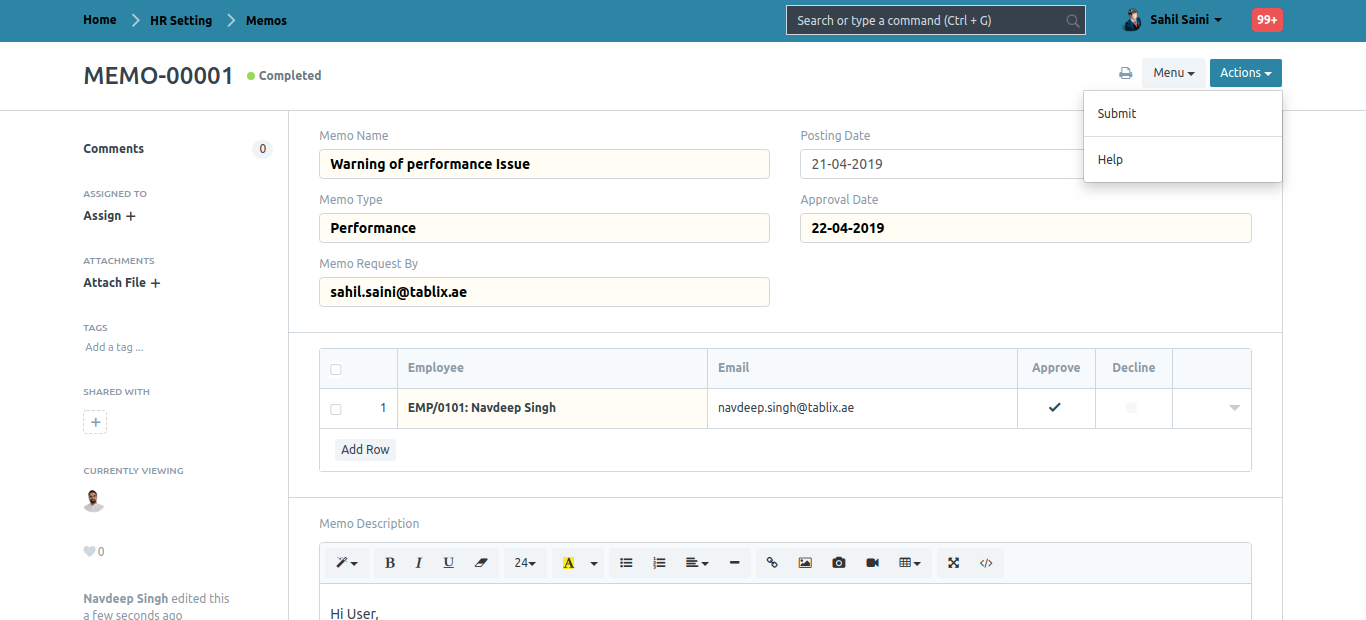 Home HR Setting Memos Search or type a command (Ctrl + G) Sahil Saini 99+
MEMO-00001 Completed Menu Actions
Submit
Help
Comments 0
ASSIGNED TO
Assign +
ATTACHMENTS
Attach File +
TAGS
Add a tag ...
SHARED WITH
+
CURRENTLY VIEWING
0
Navdeep Singh edited this
a few seconds ago
Memo Name
Warning of performance Issue
Posting Date
21-04-2019
Memo Type
Performance
Approval Date
22-04-2019
Memo Request By
sahil.saini@tablix.ae
Employee Email Approve Decline
1 EMP/0101: Navdeep Singh navdeep.singh@tablix.ae
Add Row
Memo Description
B I U 24 A </>
Hi User,